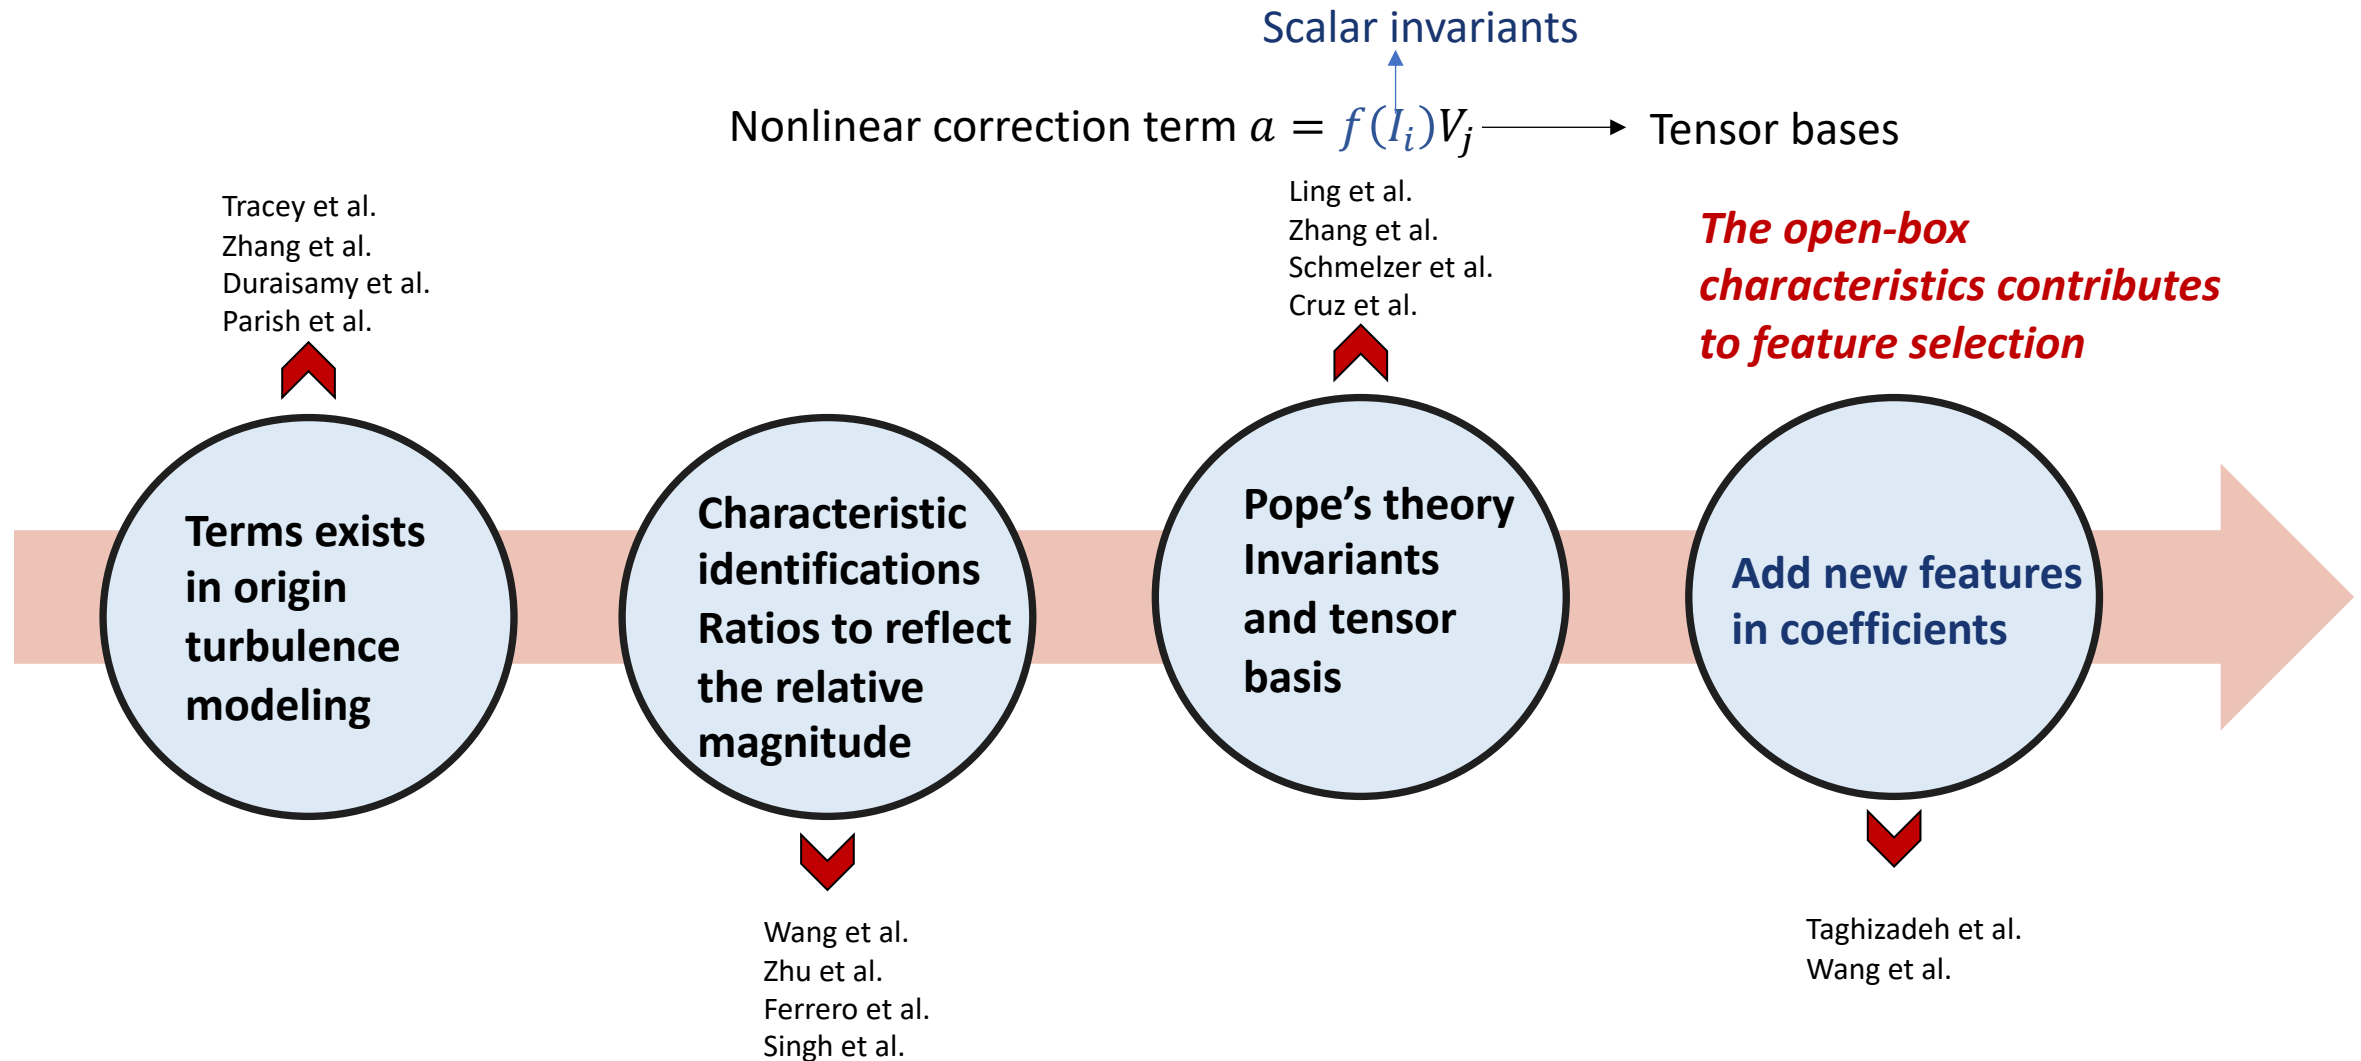 Scalar invariants
Nonlinear correction term a = f(I_i)V_j
Tensor bases
Tracey et al.
Zhang et al.
Duraisamy et al.
Parish et al.
Ling et al.
Zhang et al.
Schmelzer et al.
Cruz et al.
The open-box
characteristics contributes
to feature selection
Terms exists
in origin
turbulence
modeling
Characteristic
identifications
Ratios to reflect
the relative
magnitude
Pope’s theory
Invariants
and tensor
basis
Add new features
in coefficients
Wang et al.
Zhu et al.
Ferrero et al.
Singh et al.
Taghizadeh et al.
Wang et al.